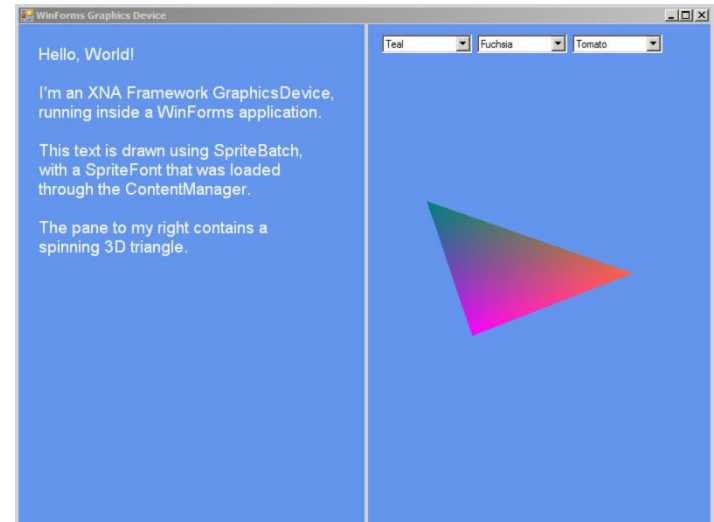 WinForms Graphics Device
Hello, World!
I'm an XNA Framework GraphicsDevice,
running inside a WinForms application.
This text is drawn using SpriteBatch,
with a SpriteFont that was loaded
through the ContentManager.
The pane to my right contains a
spinning 3D triangle.
Teal Fuchsia Tomato